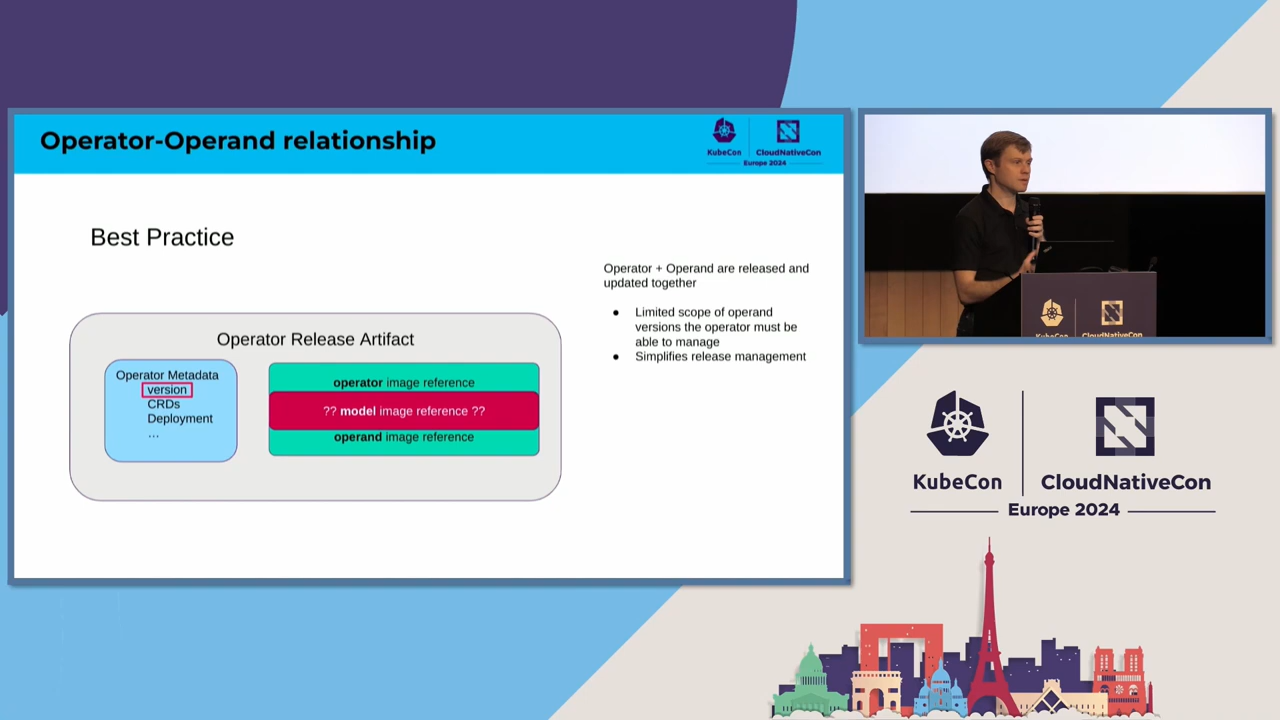 Operator-Operand relationship
KubeCon
CloudNativeCon
Europe 2024
Best Practice
Operator Release Artifact
Operator Metadata
version
CRDs
Deployment
...
operator image reference
?? model image reference ??
operand image reference
Operator + Operand are released and
updated together
● Limited scope of operand
versions the operator must be
able to manage
● Simplifies release management
KubeCon
CloudNativeCon
KubeCon
CloudNativeCon
Europe 2024